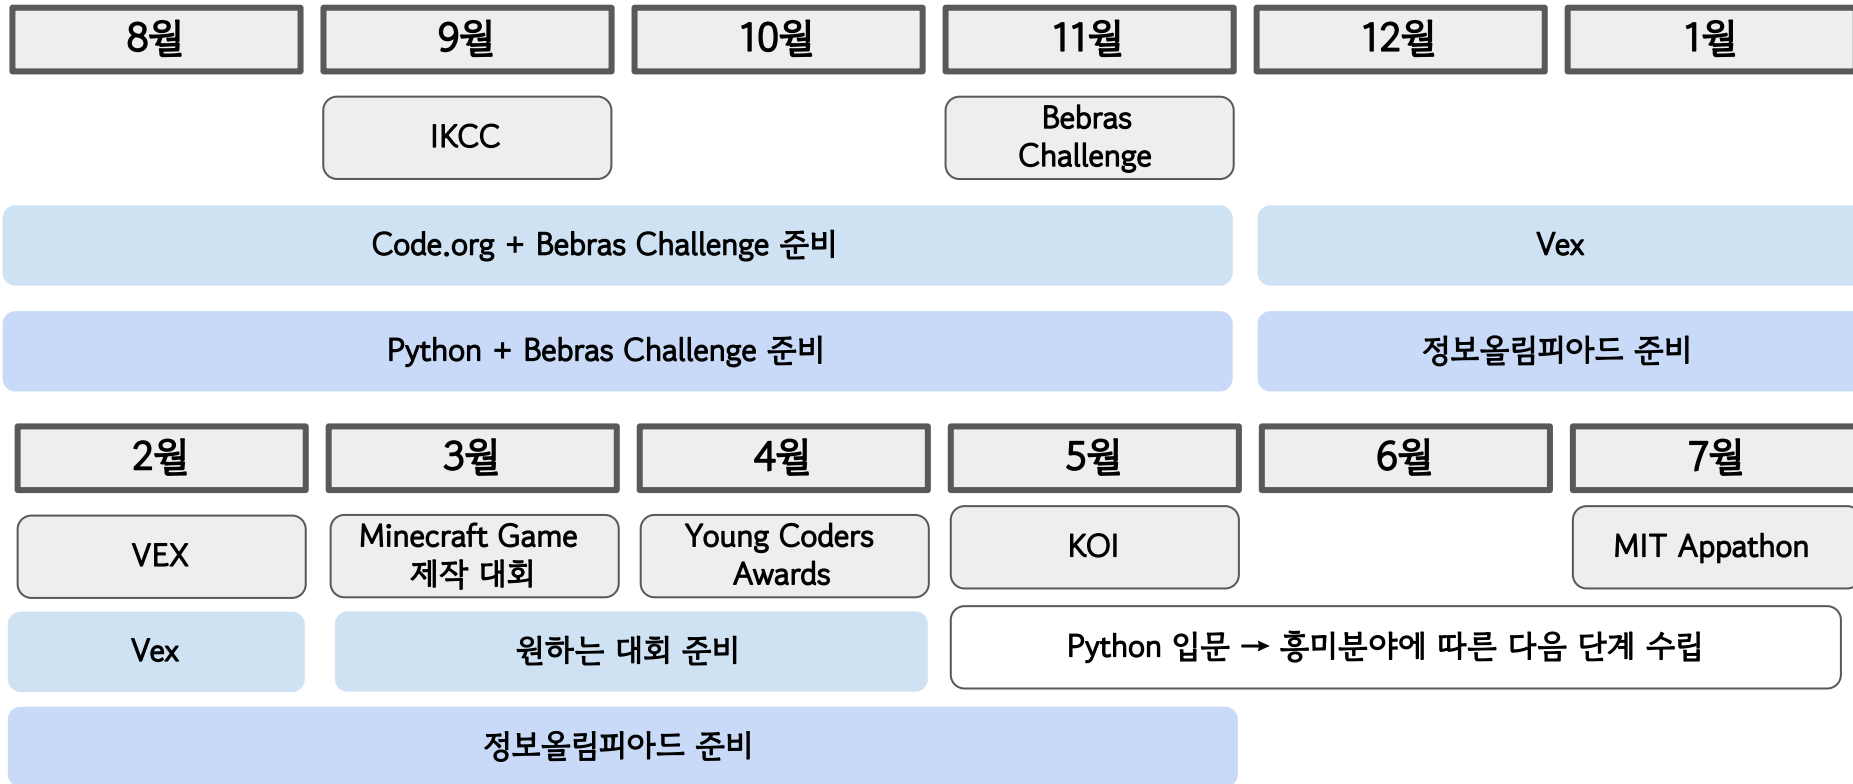 8월
9월
10월
11월
12월
1월
IKCC
Bebras
Challenge
Code.org + Bebras Challenge 준비
Vex
Python + Bebras Challenge 준비
정보올림피아드 준비
2월
3월
4월
5월
6월
7월
VEX
Minecraft Game
제작 대회
Young Coders
Awards
KOI
MIT Appathon
Vex
원하는 대회 준비
Python 입문 → 흥미분야에 따른 다음 단계 수립
정보올림피아드 준비